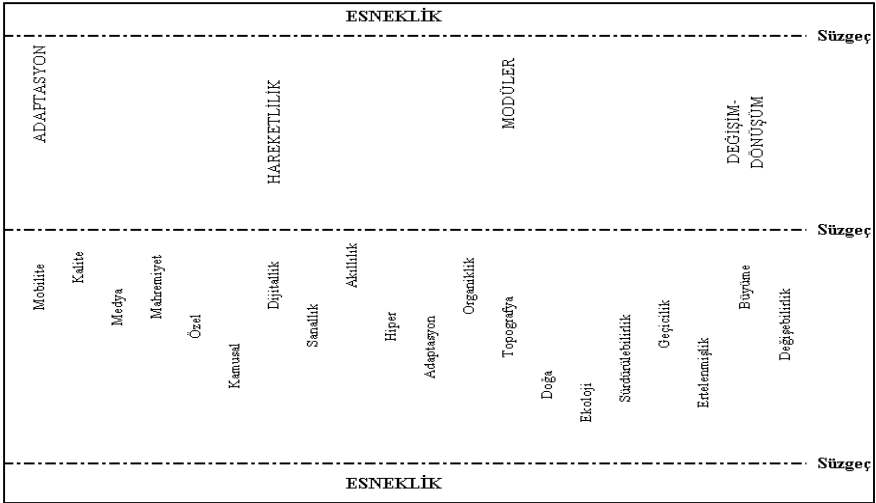 ESNEKLİK
Süzgeç
ADAPTASYON
HAREKETLİLİK
MODÜLER
DEĞİŞİM-
DÖNÜŞÜM
Süzgeç
Mobilite
Kalite
Medya
Mahremiyet
Özel
Kamusal
Dijitallik
Sanallık
Akıllılık
Hiper
Adaptasyon
Organiklik
Topografya
Doğa
Ekoloji
Sürdürülebilirlik
Geçicilik
Ertelenmişlik
Büyüme
Değişebilirlik
Süzgeç
ESNEKLİK